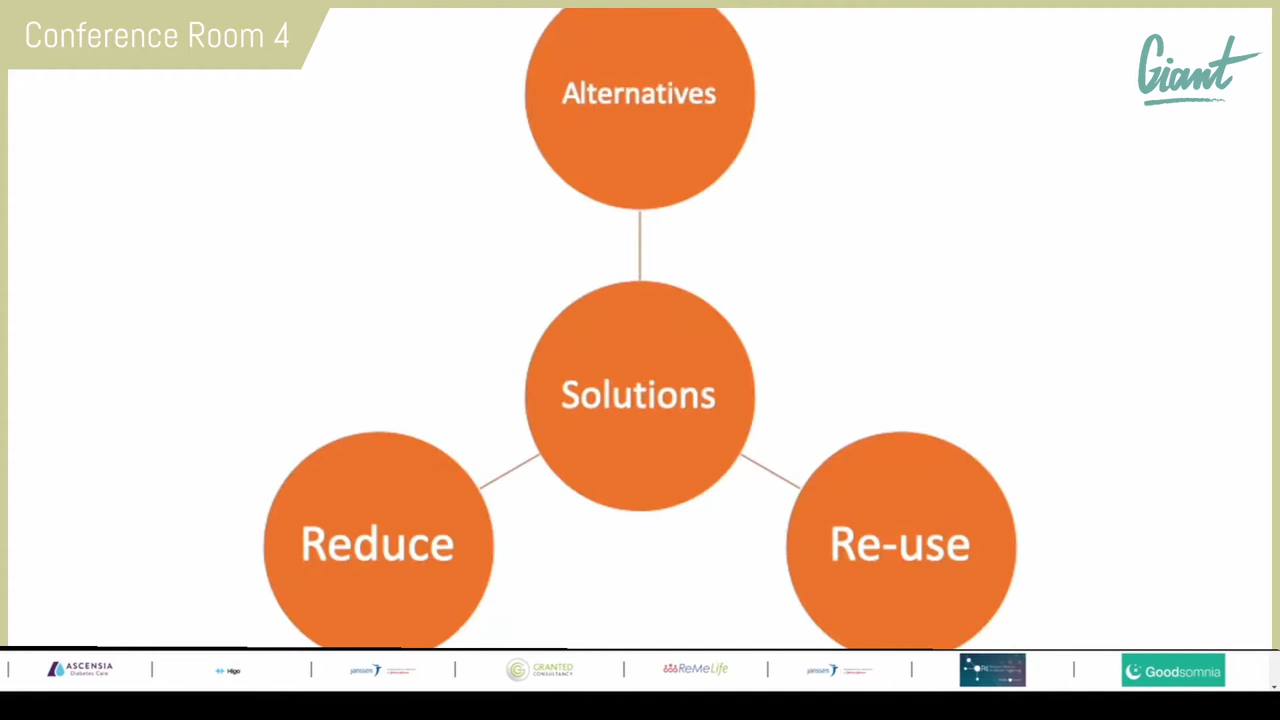 Conference Room 4
Giant
Alternatives
Solutions
Reduce
Re-use
ASCENSIA
Diabetes Care
Higo
janssen
GRANTED
CONSULTANCY
ReMeLife
janssen
Goodsomnia